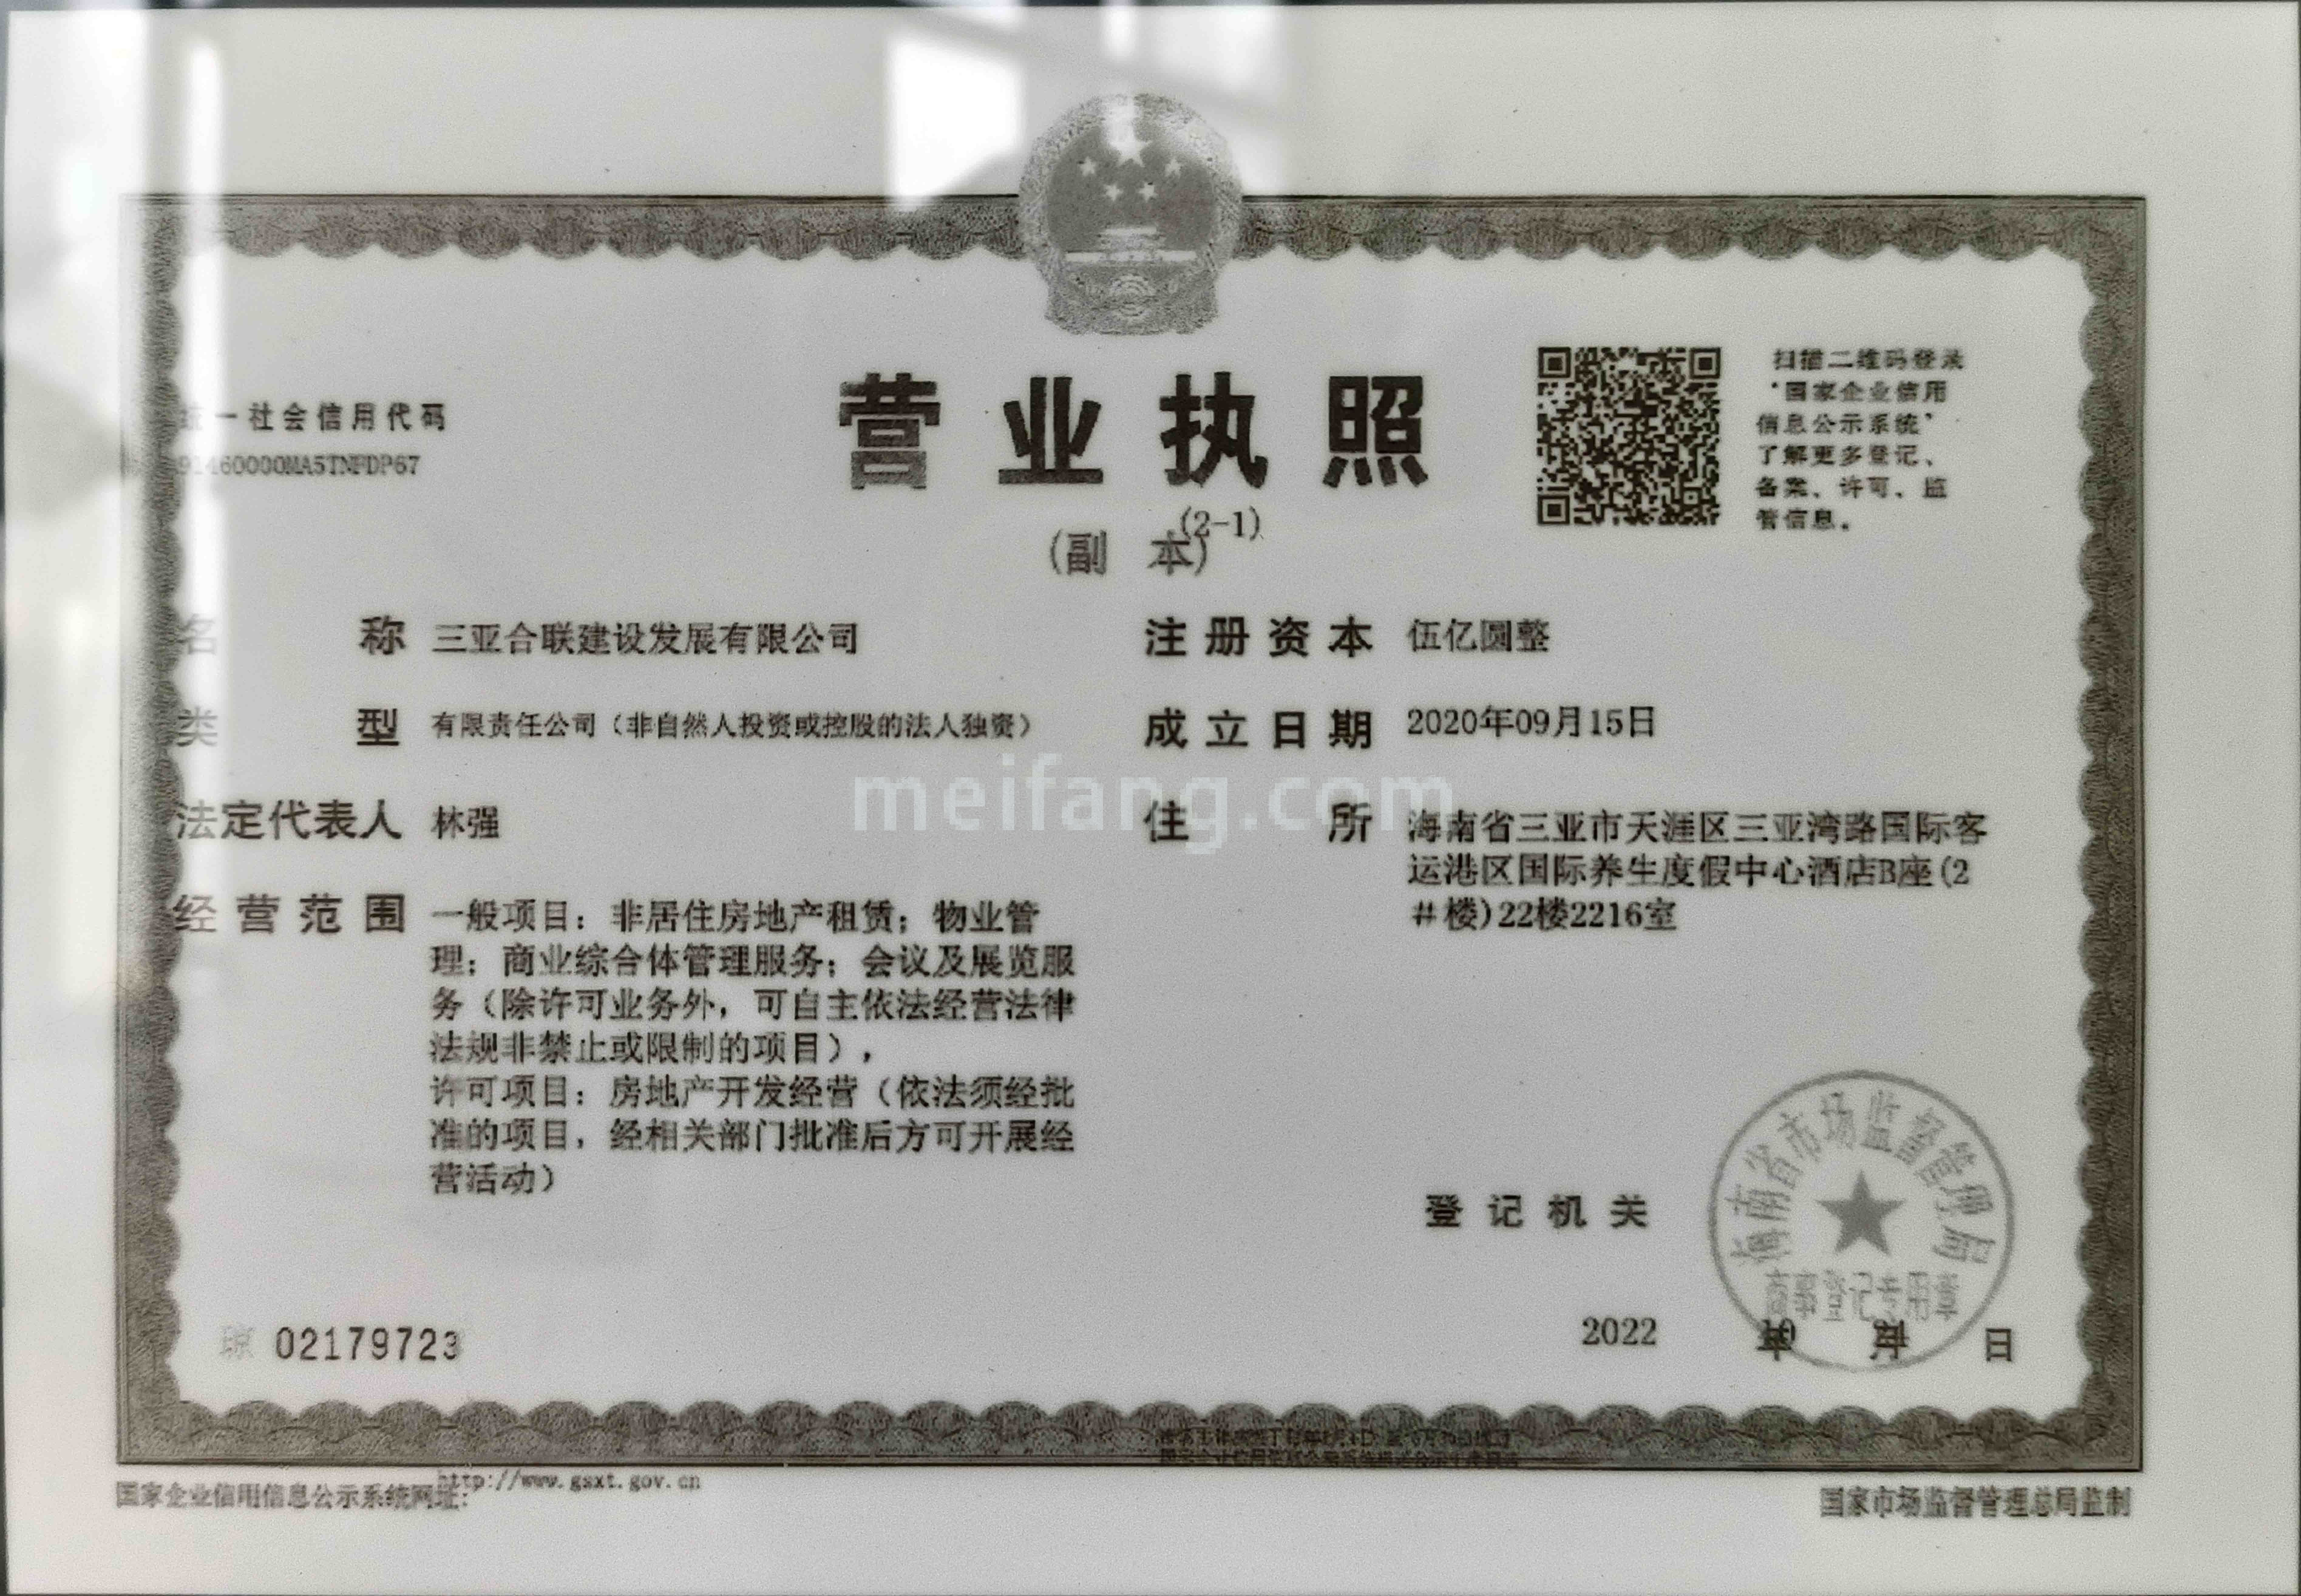 统一社会信用代码
91460000MA5TNFDP67
营业执照
(副 本)(2-1)
扫描二维码登录
“国家企业信用
信息公示系统”
了解更多登记、
备案、许可、监
管信息。
名 称 三亚合联建设发展有限公司
类 型 有限责任公司（非自然人投资或控股的法人独资）
法定代表人 林强
经营范围 一般项目：非居住房地产租赁；物业管
理；商业综合体管理服务；会议及展览服
务（除许可业务外，可自主依法经营法律
法规非禁止或限制的项目），
许可项目：房地产开发经营（依法须经批
准的项目，经相关部门批准后方可开展经
营活动）
注册资本 伍亿圆整
成立日期 2020年09月15日
住 所 海南省三亚市天涯区三亚湾路国际客
运港区国际养生度假中心酒店B座(2
＃楼)22楼2216室
meifang.com
登记机关
海南省市场监督管理局
商事登记专用章
2022 年 月 日
琼 02179723
国家企业信用信息公示系统网址：http://www.gsxt.gov.cn
国家市场监督管理总局监制